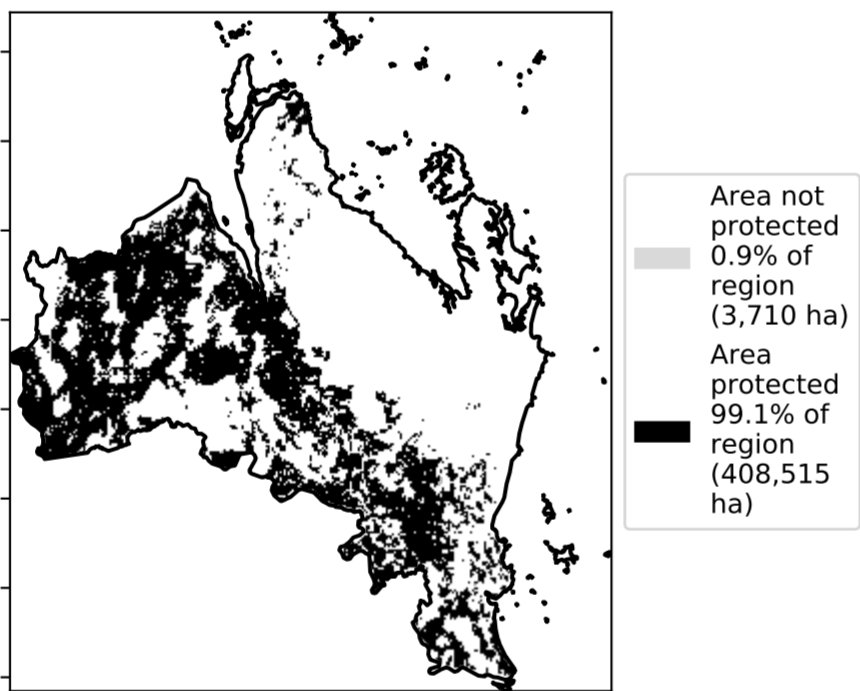 Area not
protected
0.9% of
region
(3,710 ha)
Area
protected
99.1% of
region
(408,515
ha)